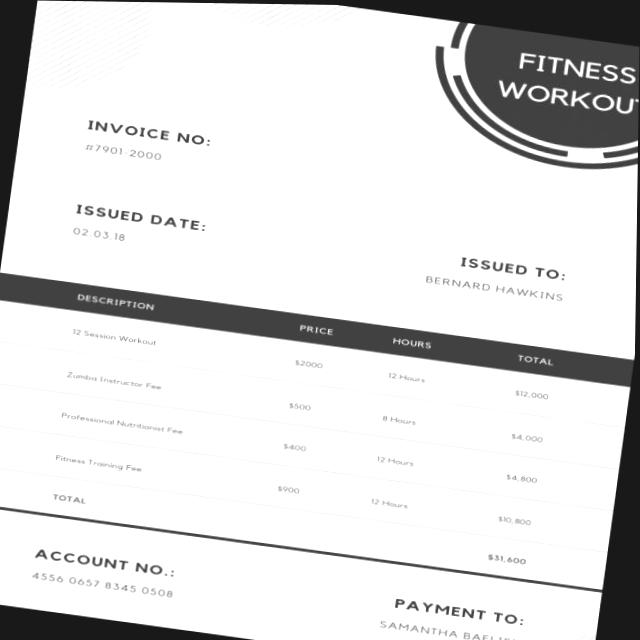 FITNESS
WORKOUT
INVOICE NO:
#7901-2000
ISSUED DATE:
02.03.18
ISSUED TO:
BERNARD HAWKINS
DESCRIPTION PRICE HOURS TOTAL
12 Session Workout $2000 12 Hours $12,000
Zumba Instructor Fee $500 8 Hours $4,000
Professional Nutritionist Fee $400 12 Hours $4,800
Fitness Training Fee $900 12 Hours $10,800
TOTAL $31,600
ACCOUNT NO.:
4556 0657 8345 0508
PAYMENT TO:
SAMANTHA